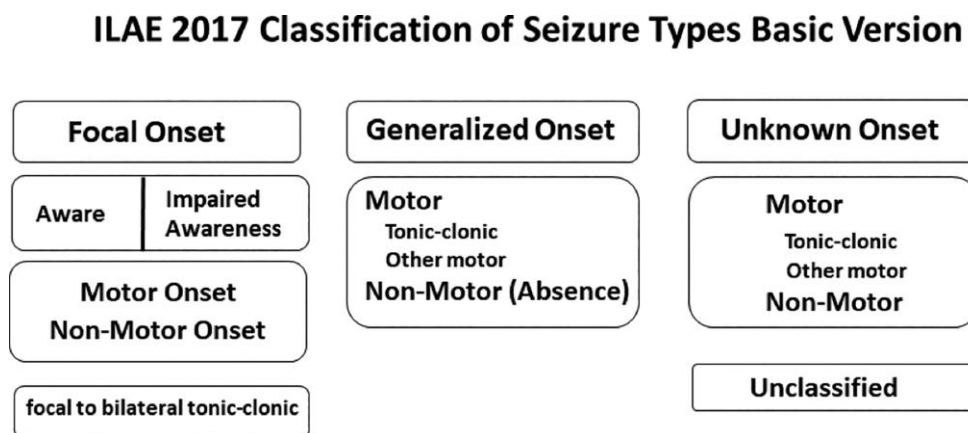 ILAE 2017 Classification of Seizure Types Basic Version
Focal Onset
Aware
Impaired
Awareness
Motor Onset
Non-Motor Onset
focal to bilateral tonic-clonic
Generalized Onset
Motor
Tonic-clonic
Other motor
Non-Motor (Absence)
Unknown Onset
Motor
Tonic-clonic
Other motor
Non-Motor
Unclassified